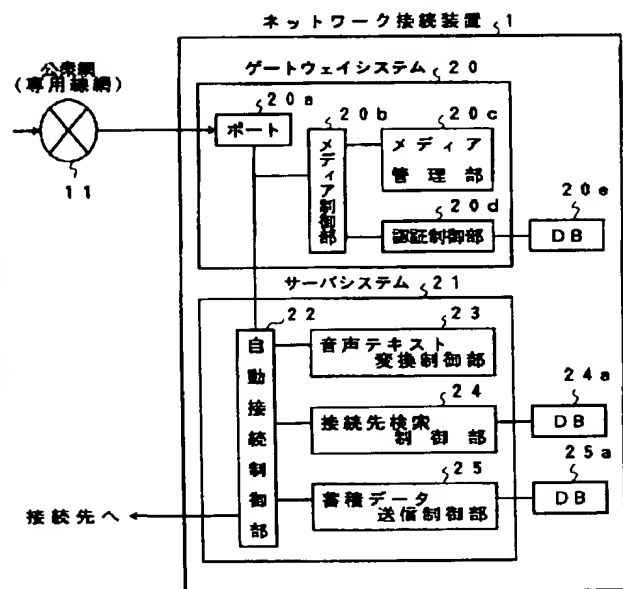 ネットワーク接続装置 1
公衆網
(専用線網)
11
ゲートウェイシステム 20
20a
ポート
20b
メディア制御部
20c
メディア
管理部
20d
認証制御部
20e
DB
サーバシステム 21
22
自動接続制御部
23
音声テキスト
変換制御部
24
接続先検索
制御部
24a
DB
25
蓄積データ
送信制御部
25a
DB
接続先へ